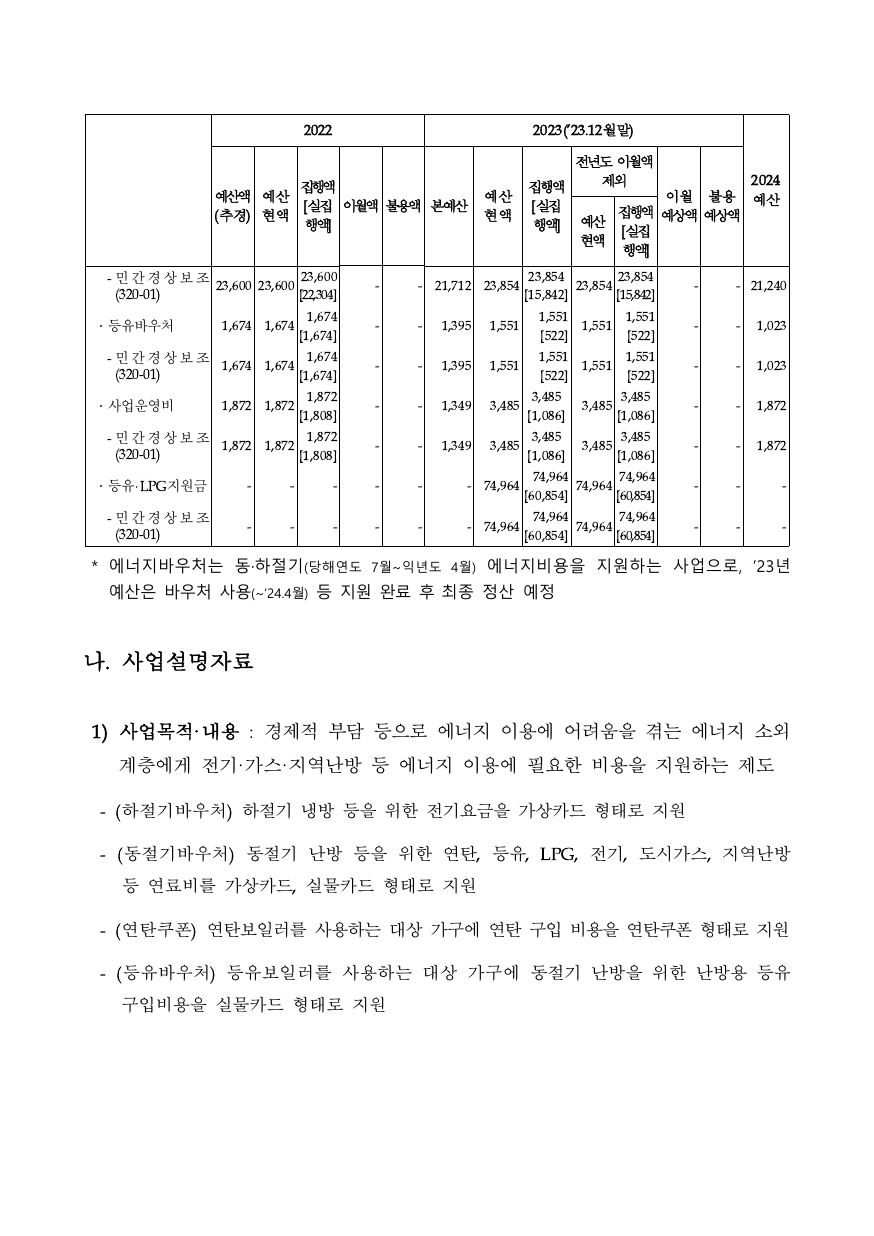 2022 2023(’23.12월말) 2024 예산
예산액 (추경) 예산 현액 집행액 [실집 행액] 이월액 불용액 본예산 예산 현액 집행액 [실집 행액] 전년도 이월액 제외 이월 예상액 불용 예상액
예산 현액 집행액 [실집 행액]
- 민간경상보조 (320-01) 23,600 23,600 23,600 [22,304] - - 21,712 23,854 23,854 [15,842] 23,854 23,854 [15,842] - - 21,240
· 등유바우처 1,674 1,674 1,674 [1,674] - - 1,395 1,551 1,551 [522] 1,551 1,551 [522] - - 1,023
- 민간경상보조 (320-01) 1,674 1,674 1,674 [1,674] - - 1,395 1,551 1,551 [522] 1,551 1,551 [522] - - 1,023
· 사업운영비 1,872 1,872 1,872 [1,808] - - 1,349 3,485 3,485 [1,086] 3,485 3,485 [1,086] - - 1,872
- 민간경상보조 (320-01) 1,872 1,872 1,872 [1,808] - - 1,349 3,485 3,485 [1,086] 3,485 3,485 [1,086] - - 1,872
· 등유·LPG지원금 - - - - - - 74,964 74,964 [60,854] 74,964 74,964 [60,854] - - -
- 민간경상보조 (320-01) - - - - - - 74,964 74,964 [60,854] 74,964 74,964 [60,854] - - -
* 에너지바우처는 동·하절기(당해연도 7월~익년도 4월) 에너지비용을 지원하는 사업으로, ’23년
예산은 바우처 사용(~’24.4월) 등 지원 완료 후 최종 정산 예정
나. 사업설명자료
1) 사업목적·내용 : 경제적 부담 등으로 에너지 이용에 어려움을 겪는 에너지 소외
계층에게 전기·가스·지역난방 등 에너지 이용에 필요한 비용을 지원하는 제도
- (하절기바우처) 하절기 냉방 등을 위한 전기요금을 가상카드 형태로 지원
- (동절기바우처) 동절기 난방 등을 위한 연탄, 등유, LPG, 전기, 도시가스, 지역난방
등 연료비를 가상카드, 실물카드 형태로 지원
- (연탄쿠폰) 연탄보일러를 사용하는 대상 가구에 연탄 구입 비용을 연탄쿠폰 형태로 지원
- (등유바우처) 등유보일러를 사용하는 대상 가구에 동절기 난방을 위한 난방용 등유
구입비용을 실물카드 형태로 지원